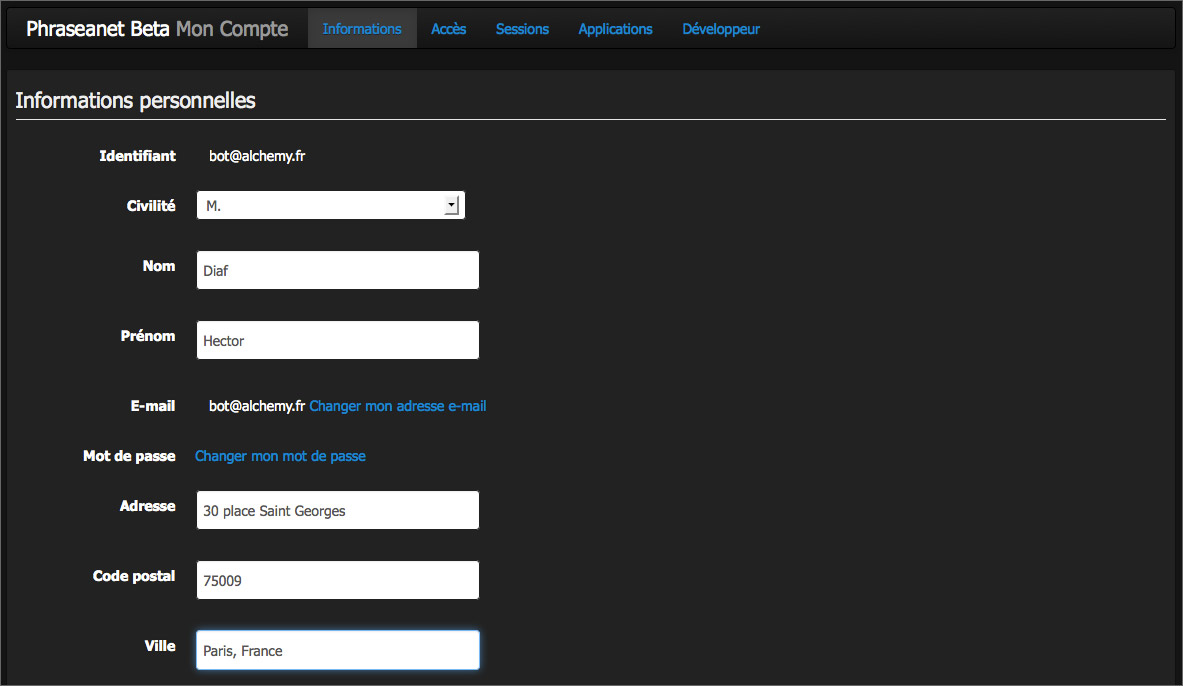 Phraseanet Beta Mon Compte Informations Accès Sessions Applications Développeur
Informations personnelles
Identifiant bot@alchemy.fr
Civilité M.
Nom Diaf
Prénom Hector
E-mail bot@alchemy.fr Changer mon adresse e-mail
Mot de passe Changer mon mot de passe
Adresse 30 place Saint Georges
Code postal 75009
Ville Paris, France